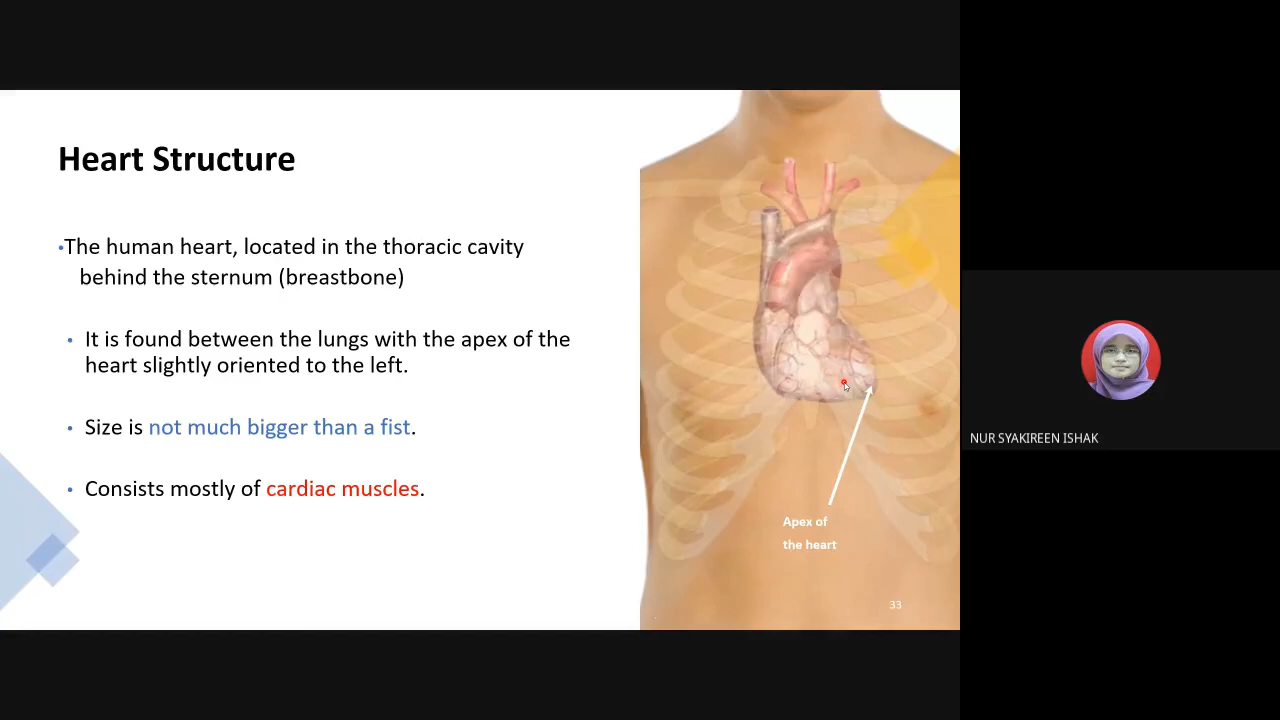 Heart Structure
•The human heart, located in the thoracic cavity
behind the sternum (breastbone)
• It is found between the lungs with the apex of the
heart slightly oriented to the left.
• Size is not much bigger than a fist.
• Consists mostly of cardiac muscles.
Apex of
the heart
33
NUR SYAKIREEN ISHAK